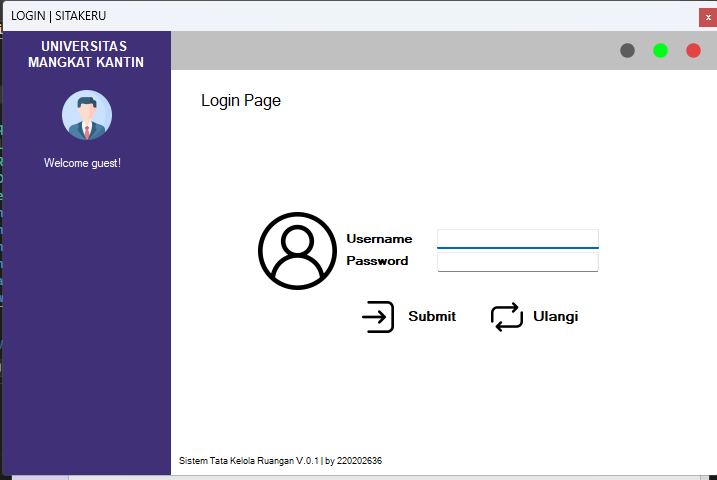 LOGIN | SITAKERU
x
UNIVERSITAS
MANGKAT KANTIN
Welcome guest!
Login Page
Username
Password
Submit
Ulangi
Sistem Tata Kelola Ruangan V.0.1 | by 220202636